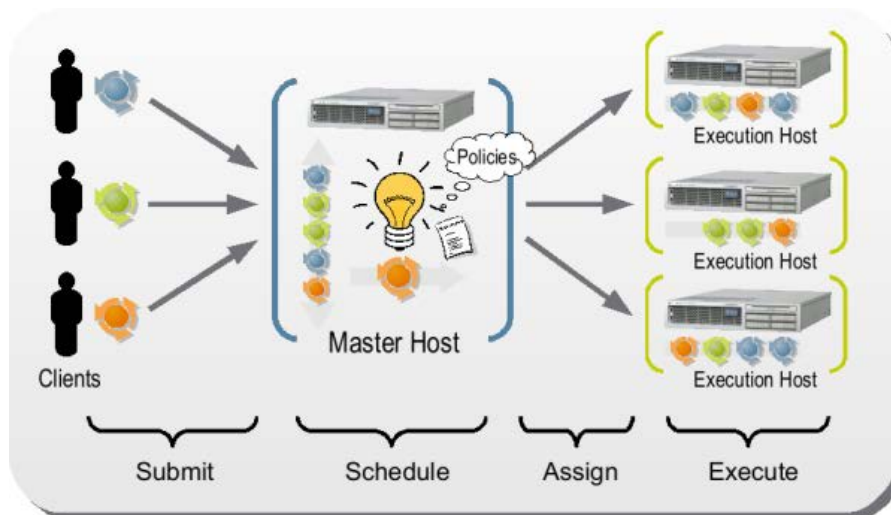 Policies
Execution Host
Execution Host
Master Host
Clients
Execution Host
Submit
Schedule
Assign
Execute